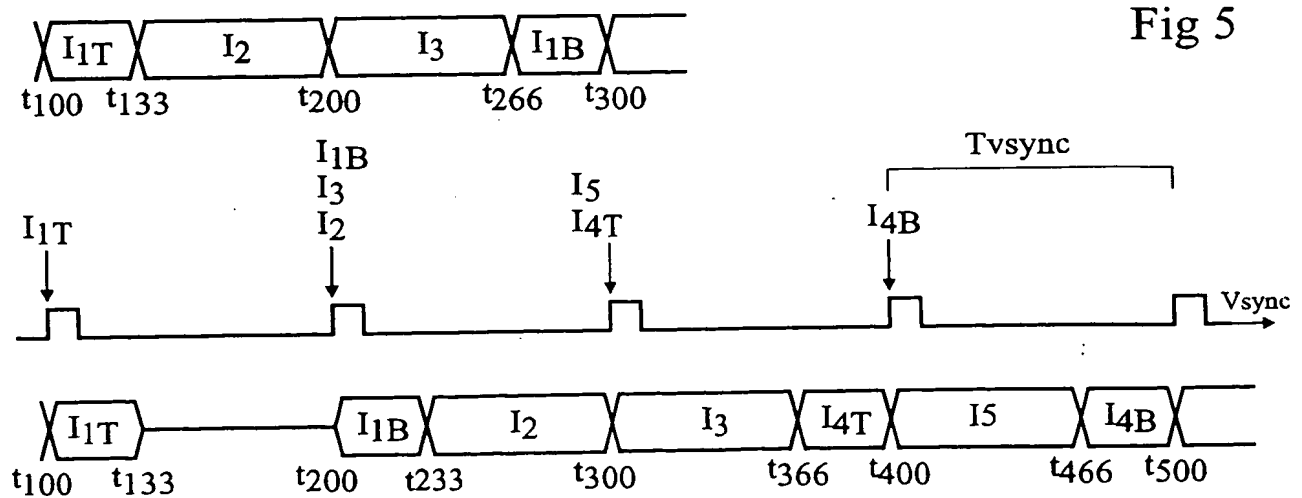 Fig 5
I1T I2 I3 I1B
t100 t133 t200 t266 t300
Tvsync
I1B
I3 I5
I1T I2 I4T I4B
Vsync
I1T I1B I2 I3 I4T I5 I4B
t100 t133 t200 t233 t300 t366 t400 t466 t500